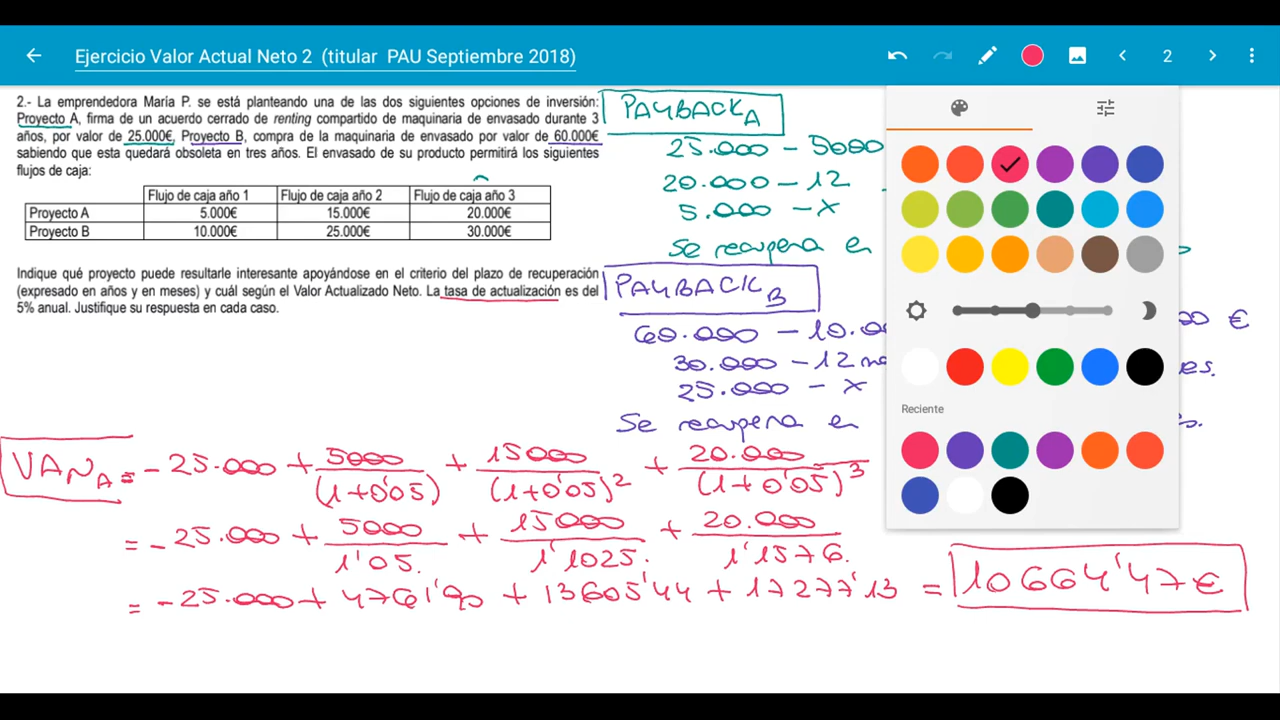 Ejercicio Valor Actual Neto 2 (titular PAU Septiembre 2018)
2
2.- La emprendedora María P. se está planteando una de las dos siguientes opciones de inversión:
Proyecto A, firma de un acuerdo cerrado de renting compartido de maquinaria de envasado durante 3
años, por valor de 25.000€, Proyecto B, compra de la maquinaria de envasado por valor de 60.000€
sabiendo que esta quedará obsoleta en tres años. El envasado de su producto permitirá los siguientes
flujos de caja:
Flujo de caja año 1 Flujo de caja año 2 Flujo de caja año 3
Proyecto A 5.000€ 15.000€ 20.000€
Proyecto B 10.000€ 25.000€ 30.000€
Indique qué proyecto puede resultarle interesante apoyándose en el criterio del plazo de recuperación
(expresado en años y en meses) y cuál según el Valor Actualizado Neto. La tasa de actualización es del
5% anual. Justifique su respuesta en cada caso.
PAYBACK A
25.000 - 5000
20.000 - 12
5.000 - x
Se recupera en
PAYBACK B
60.000 - 10.00
€
30.000 - 12 me
es.
25.000 - x
Se recupera en
s.
Reciente
VAN A = -25.000 + 5000/(1+0'05) + 15000/(1+0'05)² + 20.000/(1+0'05)³
= -25.000 + 5000/1'05. + 15000/1'1025. + 20.000/1'1576.
= -25.000 + 4761'90 + 13605'44 + 17277'13 = 10664'47€